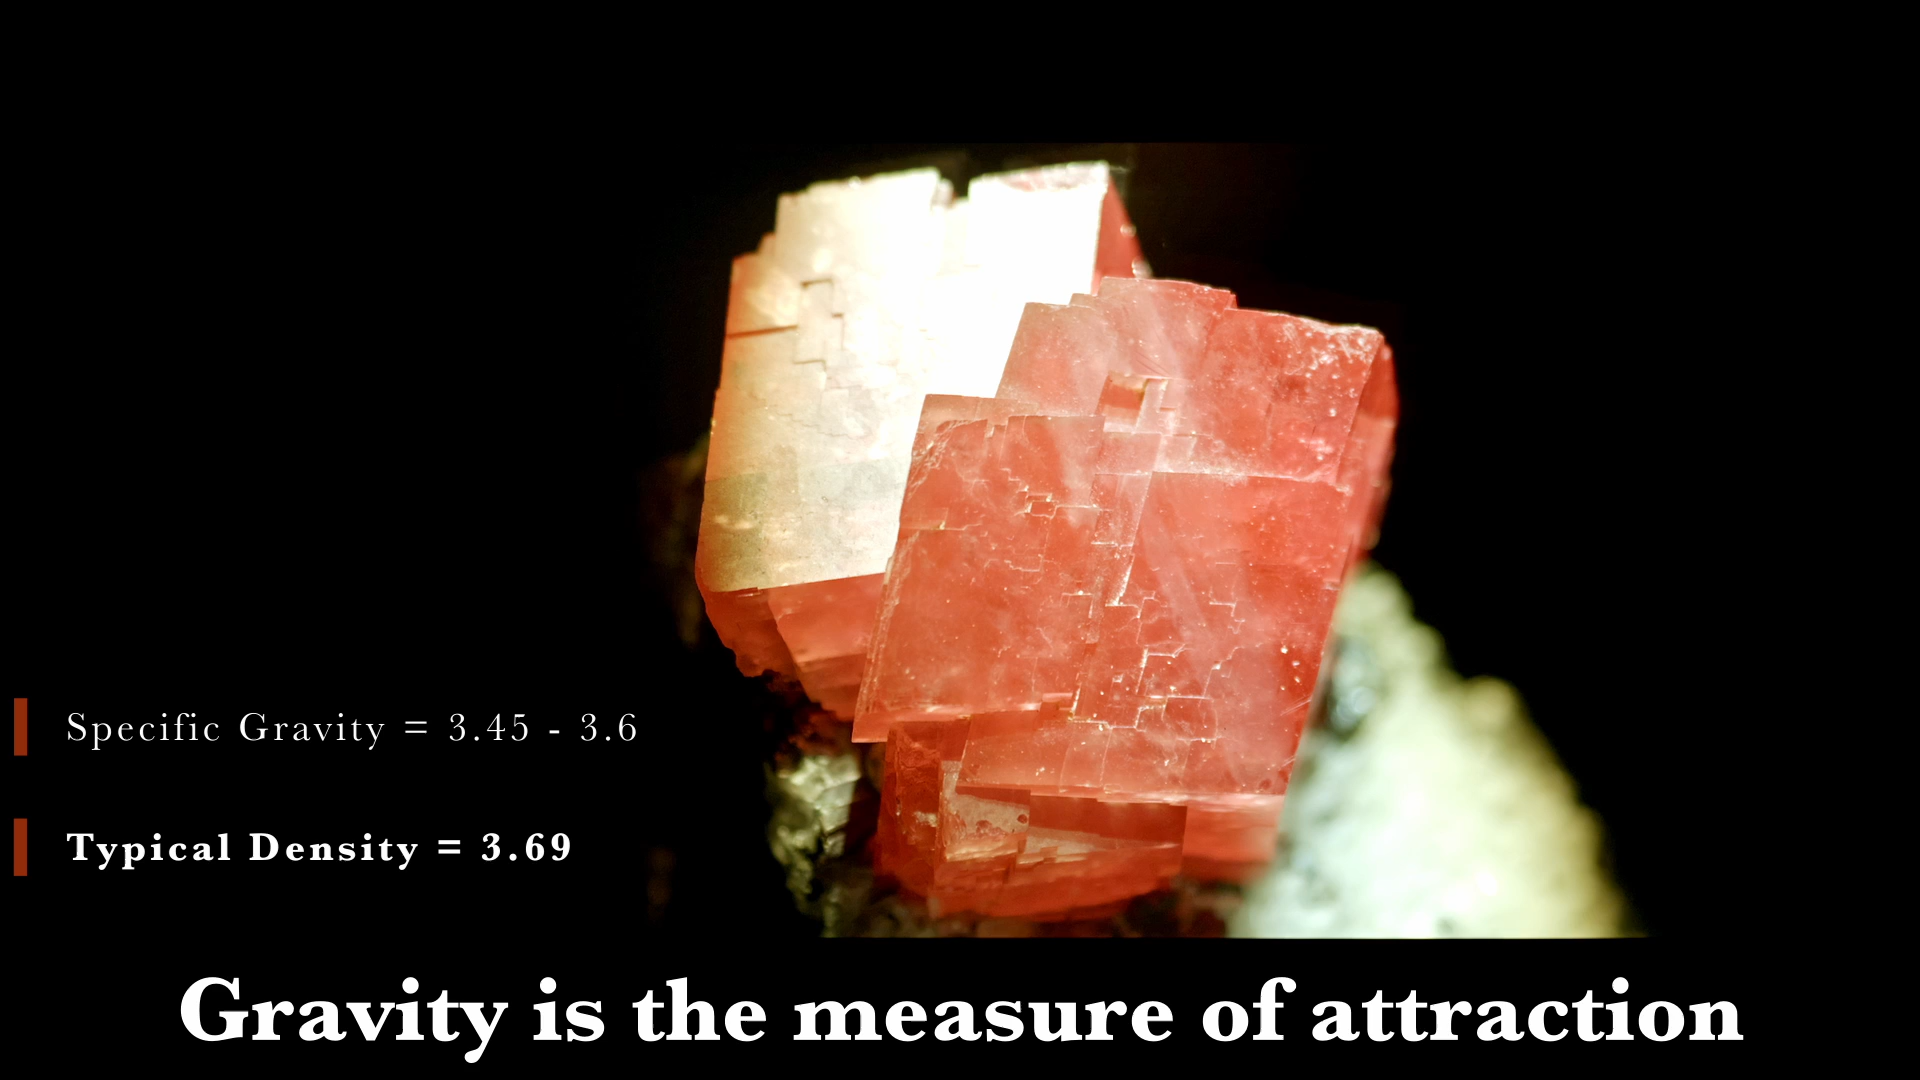 Specific Gravity = 3.45 - 3.6
Typical Density = 3.69
Gravity is the measure of attraction